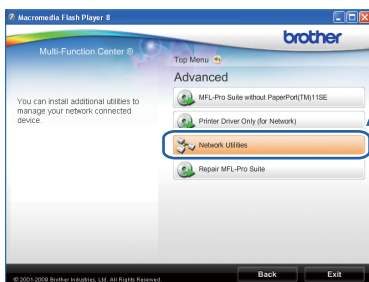 Macromedia Flash Player 8
brother
Multi-Function Center ®
Top Menu
Advanced
You can install additional utilities to
manage your network connected
device.
MFL-Pro Suite without PaperPort(TM)11SE
Printer Driver Only (for Network)
Network Utilities
Repair MFL-Pro Suite
© 2001-2009 Brother Industries, Ltd. All Rights Reserved.
Back
Exit